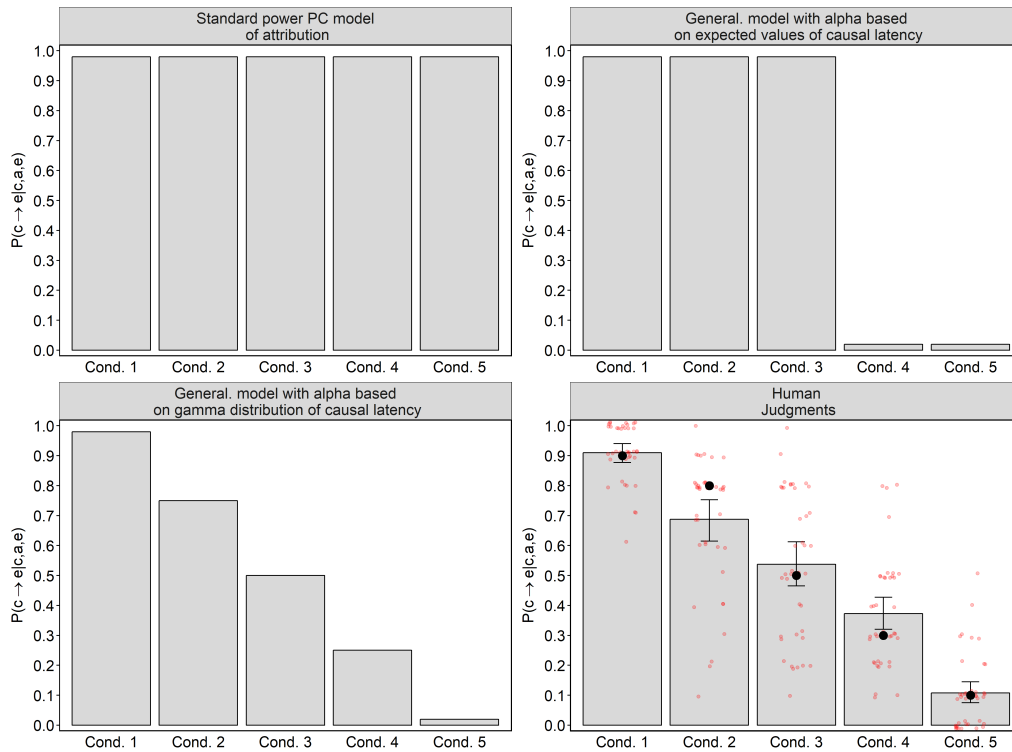 Standard power PC model
of attribution
P(c → e|c,a,e)
1.0
0.9
0.8
0.7
0.6
0.5
0.4
0.3
0.2
0.1
0.0
Cond. 1 Cond. 2 Cond. 3 Cond. 4 Cond. 5
General. model with alpha based
on expected values of causal latency
P(c → e|c,a,e)
1.0
0.9
0.8
0.7
0.6
0.5
0.4
0.3
0.2
0.1
0.0
Cond. 1 Cond. 2 Cond. 3 Cond. 4 Cond. 5
General. model with alpha based
on gamma distribution of causal latency
P(c → e|c,a,e)
1.0
0.9
0.8
0.7
0.6
0.5
0.4
0.3
0.2
0.1
0.0
Cond. 1 Cond. 2 Cond. 3 Cond. 4 Cond. 5
Human
Judgments
P(c → e|c,a,e)
1.0
0.9
0.8
0.7
0.6
0.5
0.4
0.3
0.2
0.1
0.0
Cond. 1 Cond. 2 Cond. 3 Cond. 4 Cond. 5